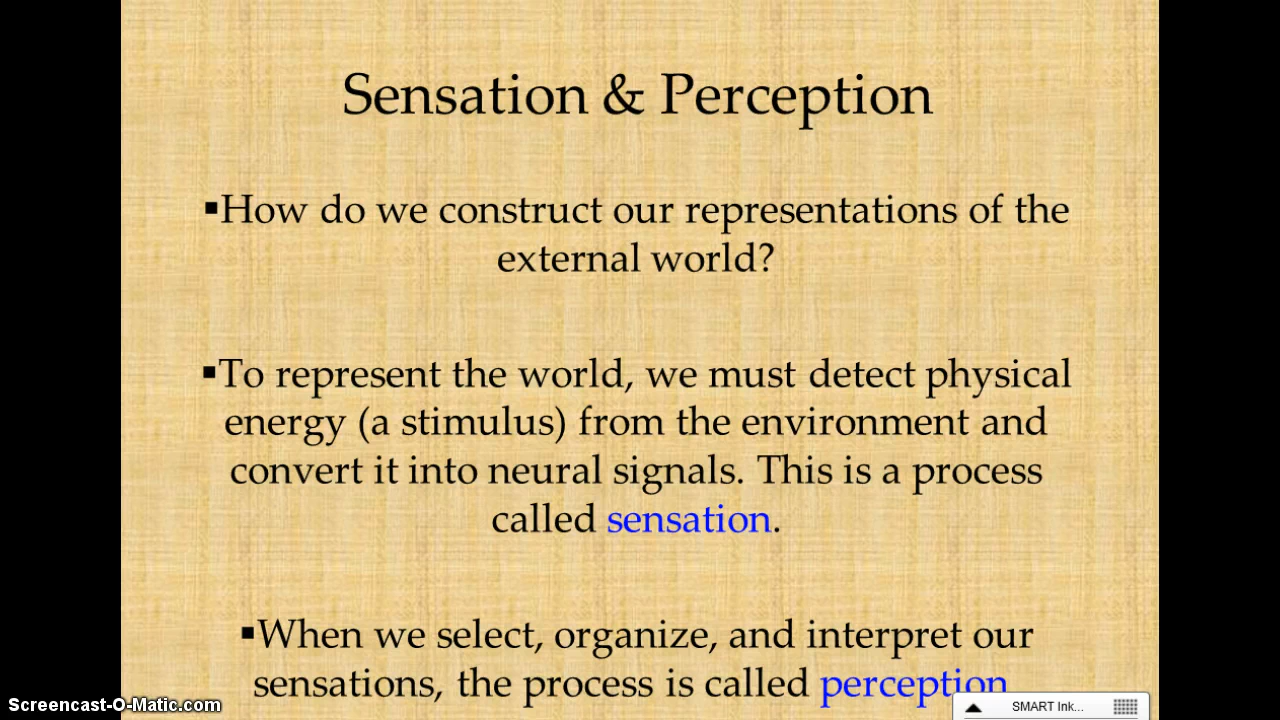 Sensation & Perception
▪How do we construct our representations of the
external world?
▪To represent the world, we must detect physical
energy (a stimulus) from the environment and
convert it into neural signals. This is a process
called sensation.
▪When we select, organize, and interpret our
sensations, the process is called perception.
Screencast-O-Matic.com
SMART Ink...